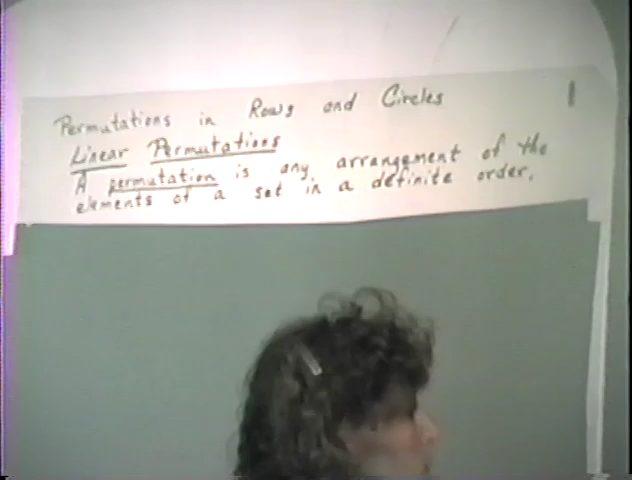 Permutations in Rows and Circles 1
Linear Permutations
A permutation is any arrangement of the
elements of a set in a definite order.